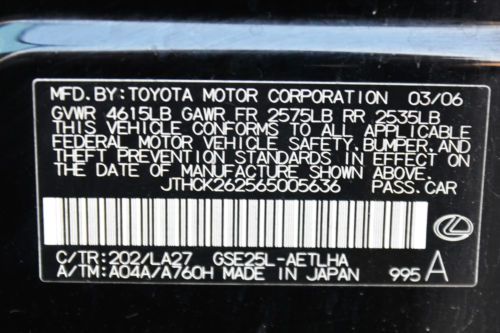 MFD. BY: TOYOTA MOTOR CORPORATION 03/06
GVWR 4615LB GAWR FR 2575LB RR 2535LB
THIS VEHICLE CONFORMS TO ALL APPLICABLE
FEDERAL MOTOR VEHICLE SAFETY, BUMPER, AND
THEFT PREVENTION STANDARDS IN EFFECT ON
THE DATE OF MANUFACTURE SHOWN ABOVE.
JTHCK262565005636 PASS. CAR
C/TR: 202/LA27 GSE25L-AETLHA
A/TM: A04A/A760H MADE IN JAPAN 995 A